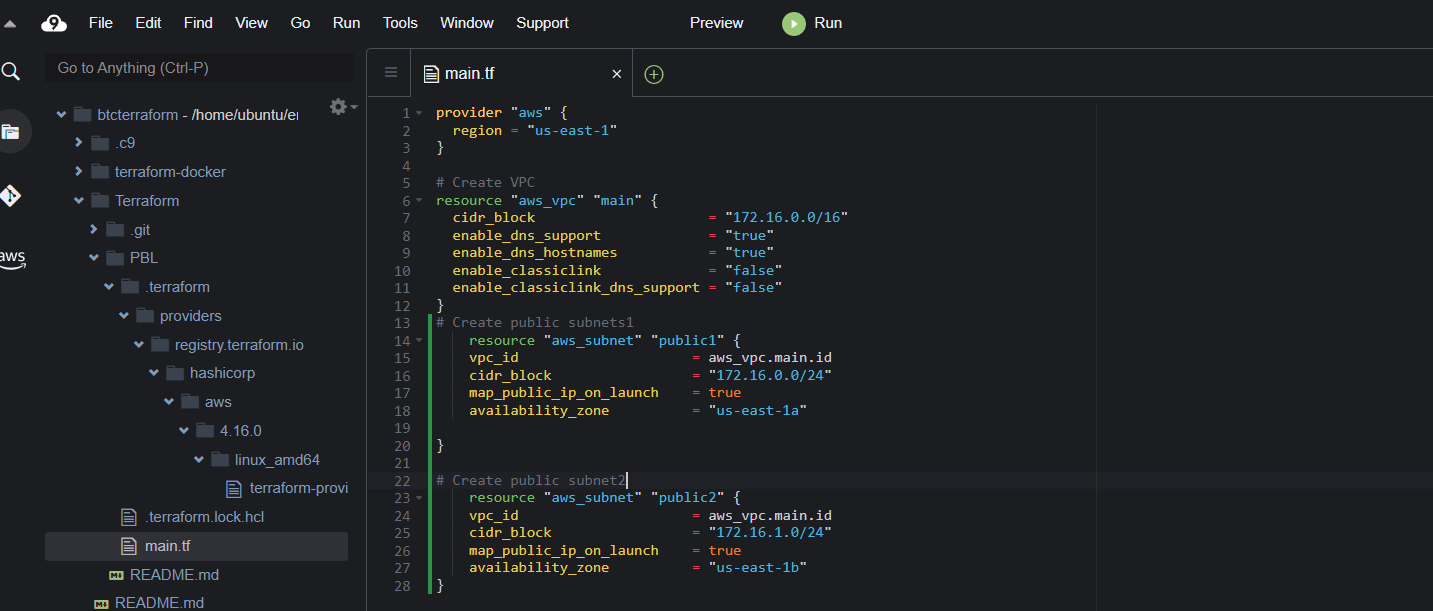 9 File Edit Find View Go Run Tools Window Support Preview Run
Go to Anything (Ctrl-P)
btcterraform - /home/ubuntu/er
.c9
terraform-docker
Terraform
.git
PBL
.terraform
providers
registry.terraform.io
hashicorp
aws
4.16.0
linux_amd64
terraform-provi
.terraform.lock.hcl
main.tf
README.md
README.md
aws
main.tf
1 provider "aws" {
2   region = "us-east-1"
3 }
4
5 # Create VPC
6 resource "aws_vpc" "main" {
7   cidr_block                     = "172.16.0.0/16"
8   enable_dns_support             = "true"
9   enable_dns_hostnames           = "true"
10   enable_classiclink             = "false"
11   enable_classiclink_dns_support = "false"
12 }
13 # Create public subnets1
14     resource "aws_subnet" "public1" {
15     vpc_id                     = aws_vpc.main.id
16     cidr_block                 = "172.16.0.0/24"
17     map_public_ip_on_launch    = true
18     availability_zone          = "us-east-1a"
19
20 }
21
22 # Create public subnet2
23     resource "aws_subnet" "public2" {
24     vpc_id                     = aws_vpc.main.id
25     cidr_block                 = "172.16.1.0/24"
26     map_public_ip_on_launch    = true
27     availability_zone          = "us-east-1b"
28 }